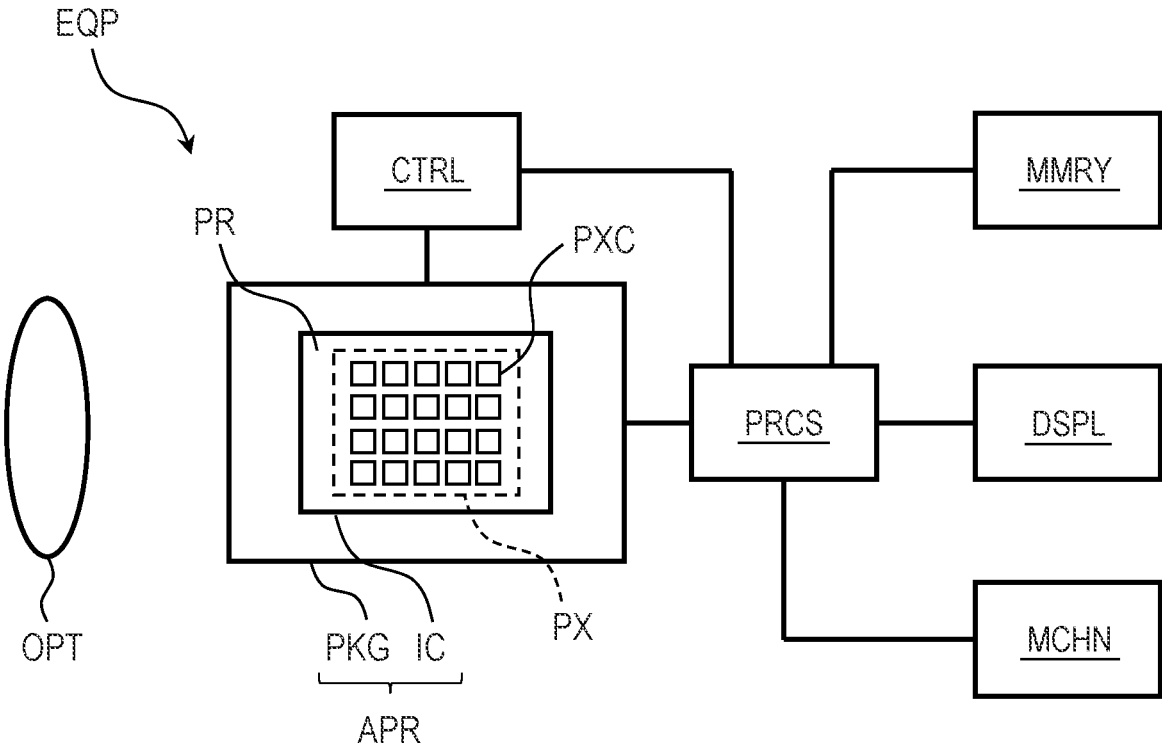 EQP
CTRL
MMRY
PR
PXC
PRCS
DSPL
OPT
PKG IC
PX
MCHN
APR